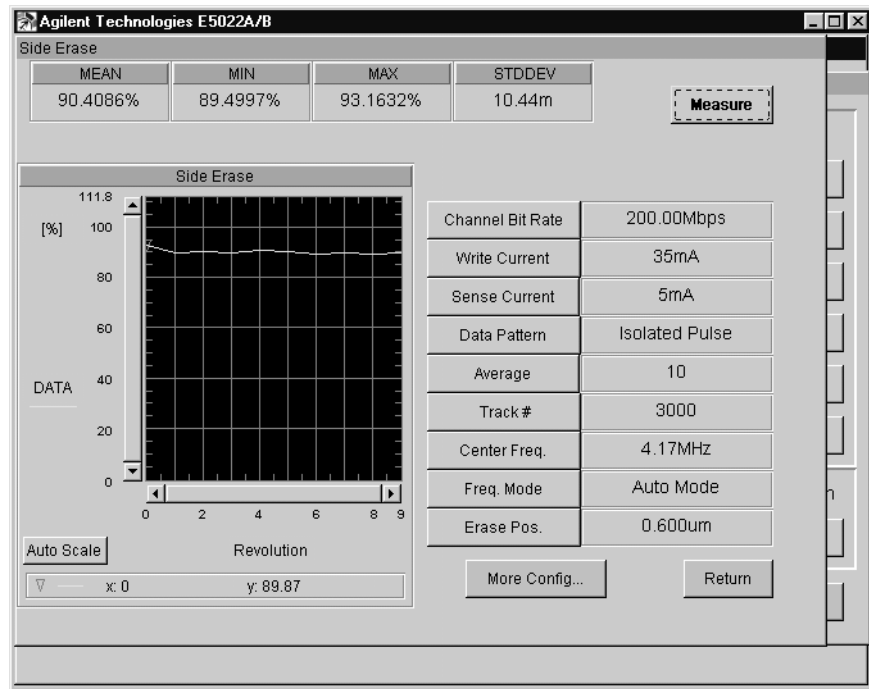 Agilent Technologies E5022A/B
Side Erase
MEAN MIN MAX STDDEV
90.4086% 89.4997% 93.1632% 10.44m
Measure
Side Erase
111.8
[%]
100
80
60
DATA
40
20
0
0 2 4 6 8 9
Auto Scale
Revolution
x: 0 y: 89.87
Channel Bit Rate 200.00Mbps
Write Current 35mA
Sense Current 5mA
Data Pattern Isolated Pulse
Average 10
Track # 3000
Center Freq. 4.17MHz
Freq. Mode Auto Mode
Erase Pos. 0.600um
More Config... Return